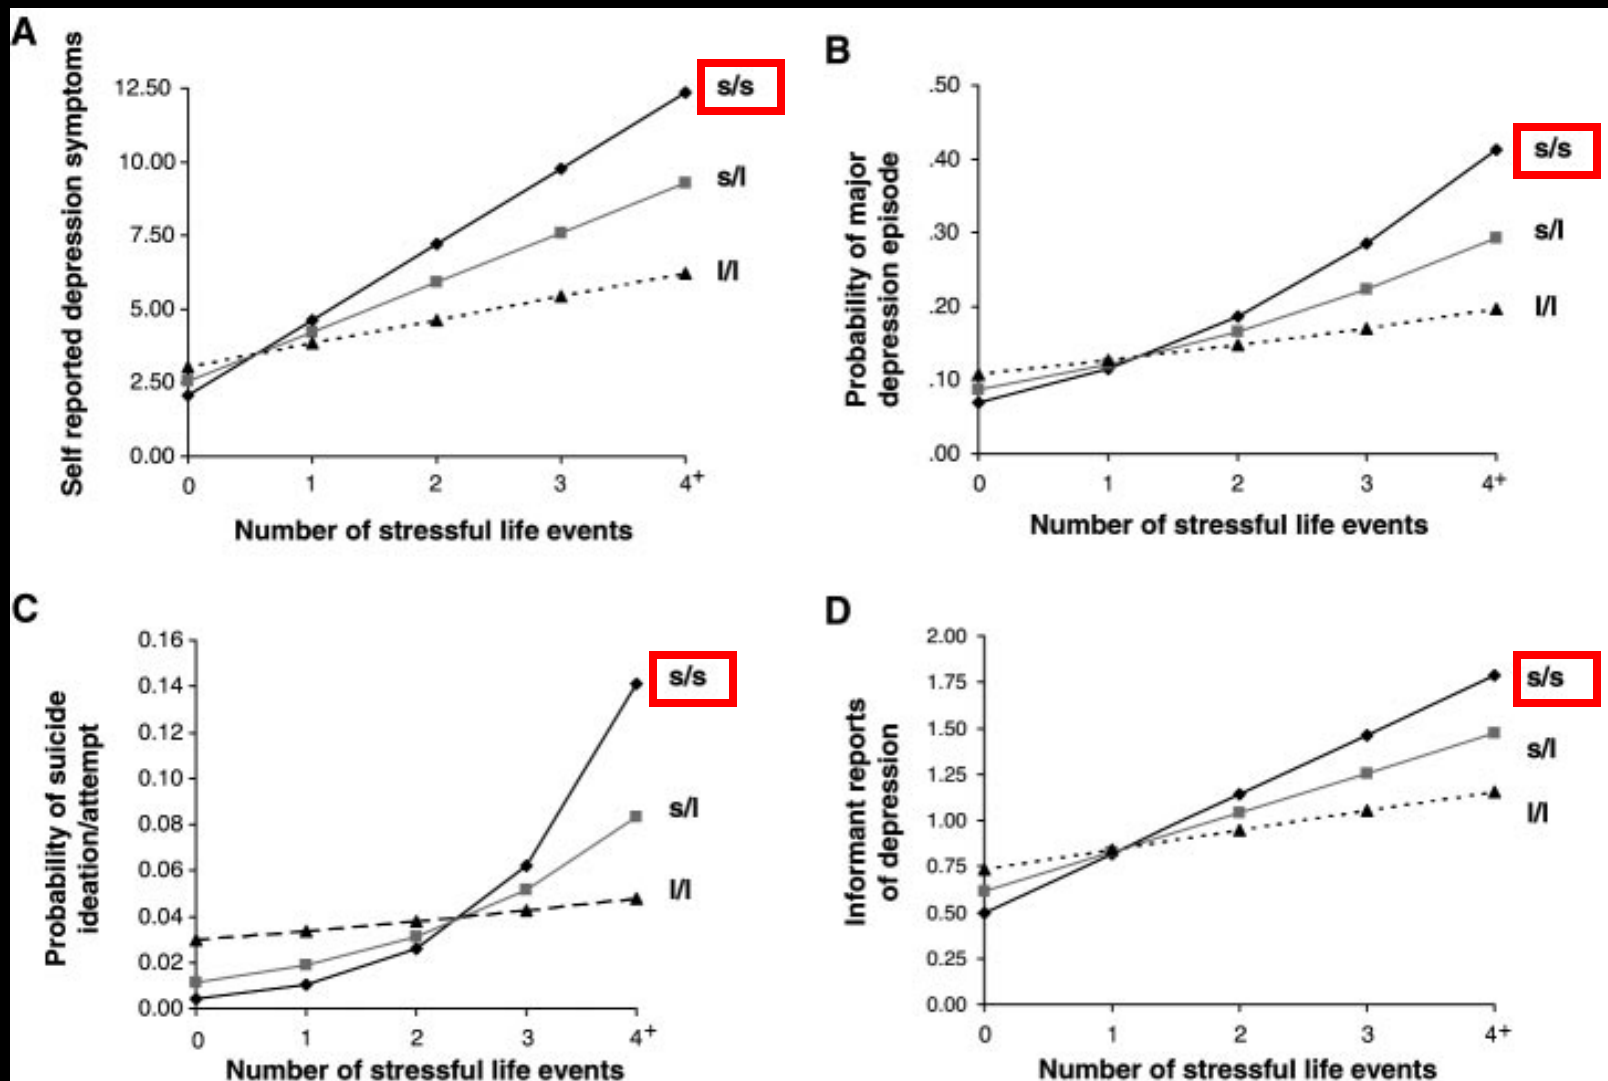 A
Self reported depression symptoms
12.50
10.00
7.50
5.00
2.50
0.00
0 1 2 3 4+
Number of stressful life events
s/s
s/l
l/l
B
Probability of major
depression episode
.50
.40
.30
.20
.10
.00
0 1 2 3 4+
Number of stressful life events
s/s
s/l
l/l
C
Probability of suicide
ideation/attempt
0.16
0.14
0.12
0.10
0.08
0.06
0.04
0.02
0.00
0 1 2 3 4+
Number of stressful life events
s/s
s/l
l/l
D
Informant reports
of depression
2.00
1.75
1.50
1.25
1.00
0.75
0.50
0.25
0.00
0 1 2 3 4+
Number of stressful life events
s/s
s/l
l/l